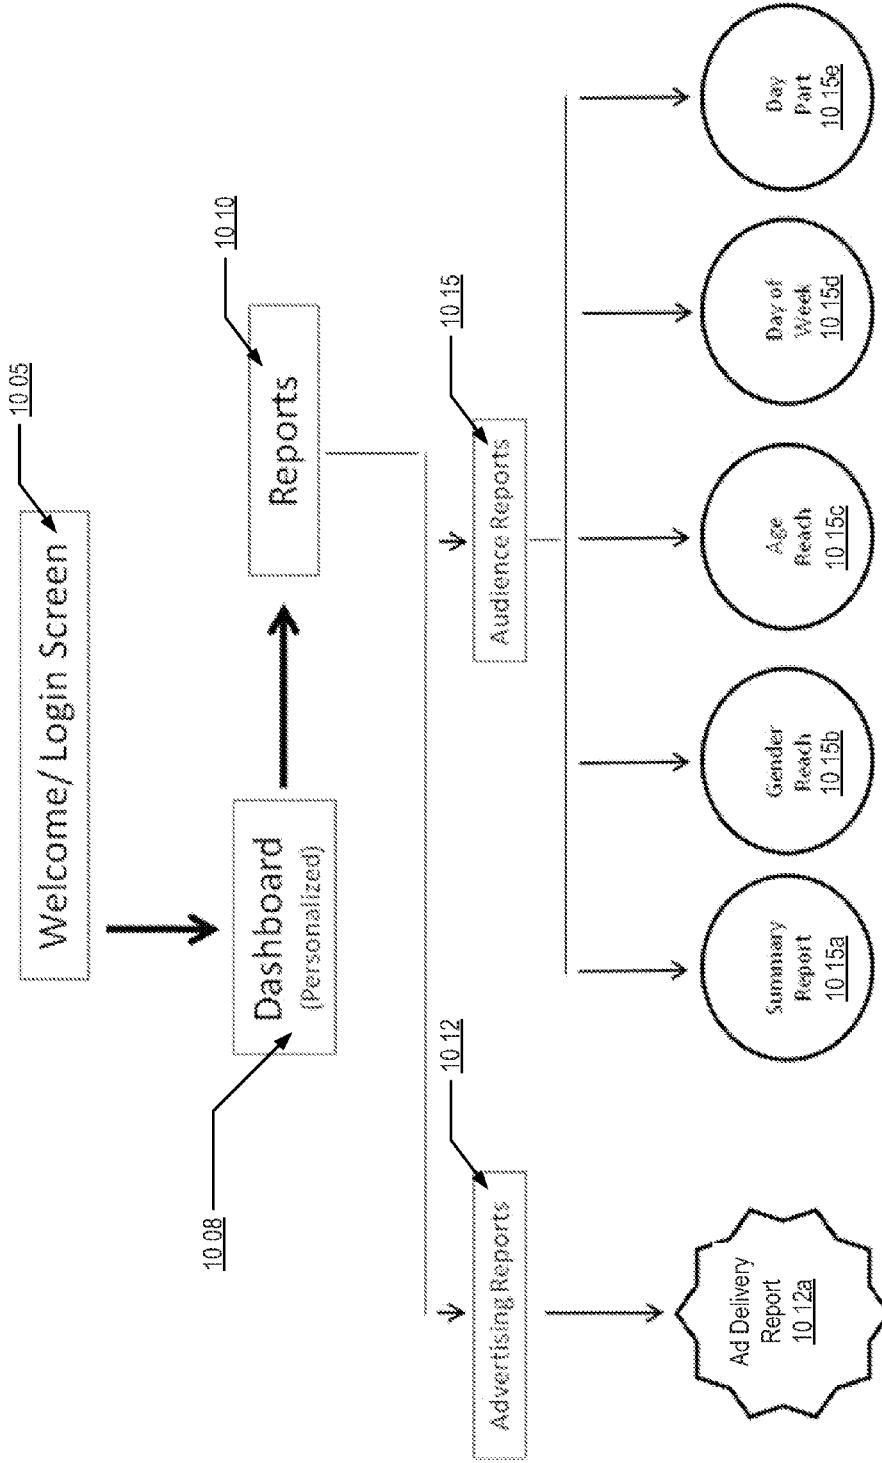 Welcome/ Login Screen
10 05
Dashboard
(Personalized)
10 08
Reports
10 10
Advertising Reports
10 12
Audience Reports
10 15
Ad Delivery
Report
10 12a
Summary
Report
10 15a
Gender
Reach
10 15b
Age
Reach
10 15c
Day of
Week
10 15d
Day
Part
10 15e